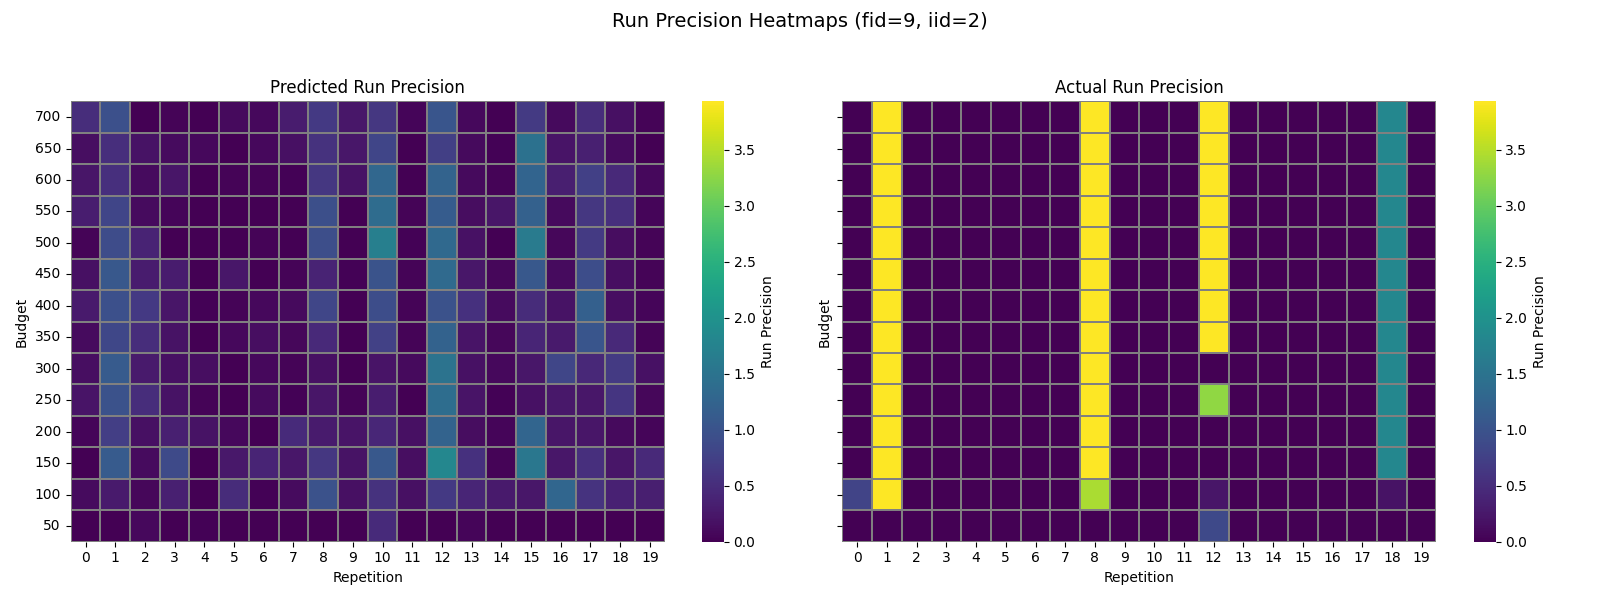 Run Precision Heatmaps (fid=9, iid=2)
Predicted Run Precision
700
650
600
550
500
450
400
350
300
250
200
150
100
50
Budget
0 1 2 3 4 5 6 7 8 9 10 11 12 13 14 15 16 17 18 19
Repetition
3.5
3.0
2.5
2.0
1.5
1.0
0.5
0.0
Run Precision
Actual Run Precision
Budget
0 1 2 3 4 5 6 7 8 9 10 11 12 13 14 15 16 17 18 19
Repetition
3.5
3.0
2.5
2.0
1.5
1.0
0.5
0.0
Run Precision